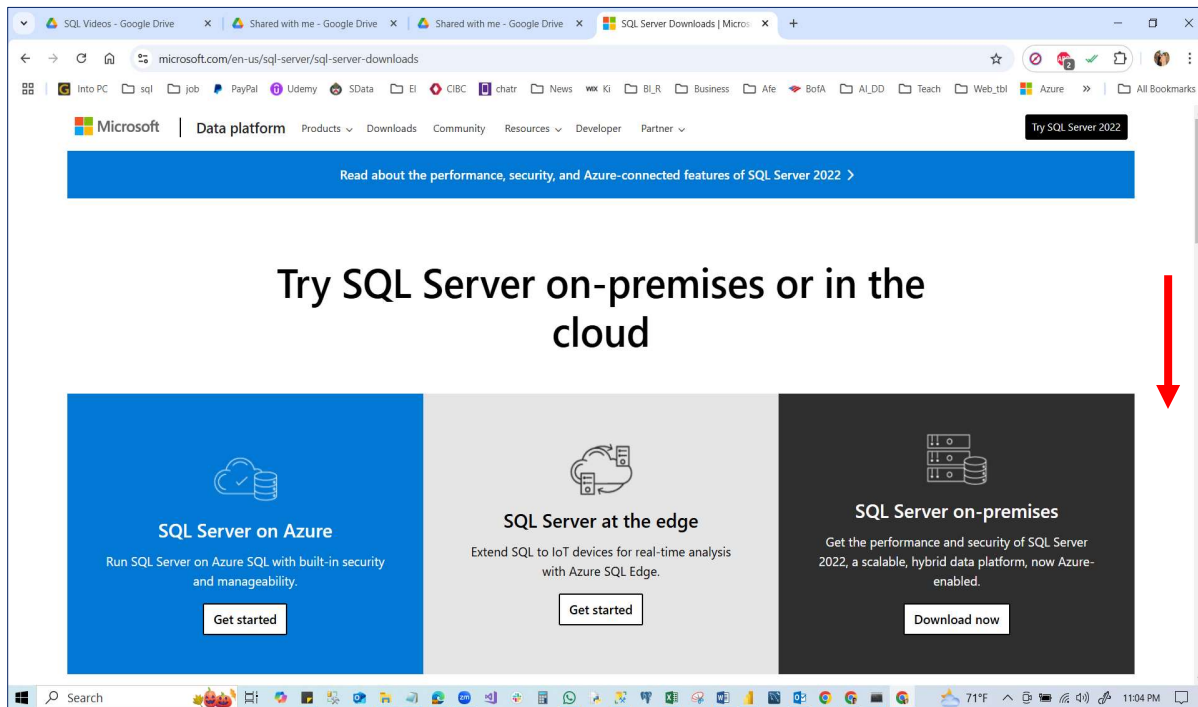 SQL Videos - Google Drive
Shared with me - Google Drive
Shared with me - Google Drive
SQL Server Downloads | Micros
microsoft.com/en-us/sql-server/sql-server-downloads
2
Into PC sql job PayPal Udemy SData EI CIBC chatr News WMX Ki BI_R Business Afe BofA AI_DD Teach Web_tbl Azure All Bookmarks
Microsoft Data platform Products Downloads Community Resources Developer Partner Try SQL Server 2022
Read about the performance, security, and Azure-connected features of SQL Server 2022
Try SQL Server on-premises or in the
cloud
SQL Server on Azure
Run SQL Server on Azure SQL with built-in security
and manageability.
Get started
SQL Server at the edge
Extend SQL to IoT devices for real-time analysis
with Azure SQL Edge.
Get started
SQL Server on-premises
Get the performance and security of SQL Server
2022, a scalable, hybrid data platform, now Azure-
enabled.
Download now
Search 71°F 11:04 PM